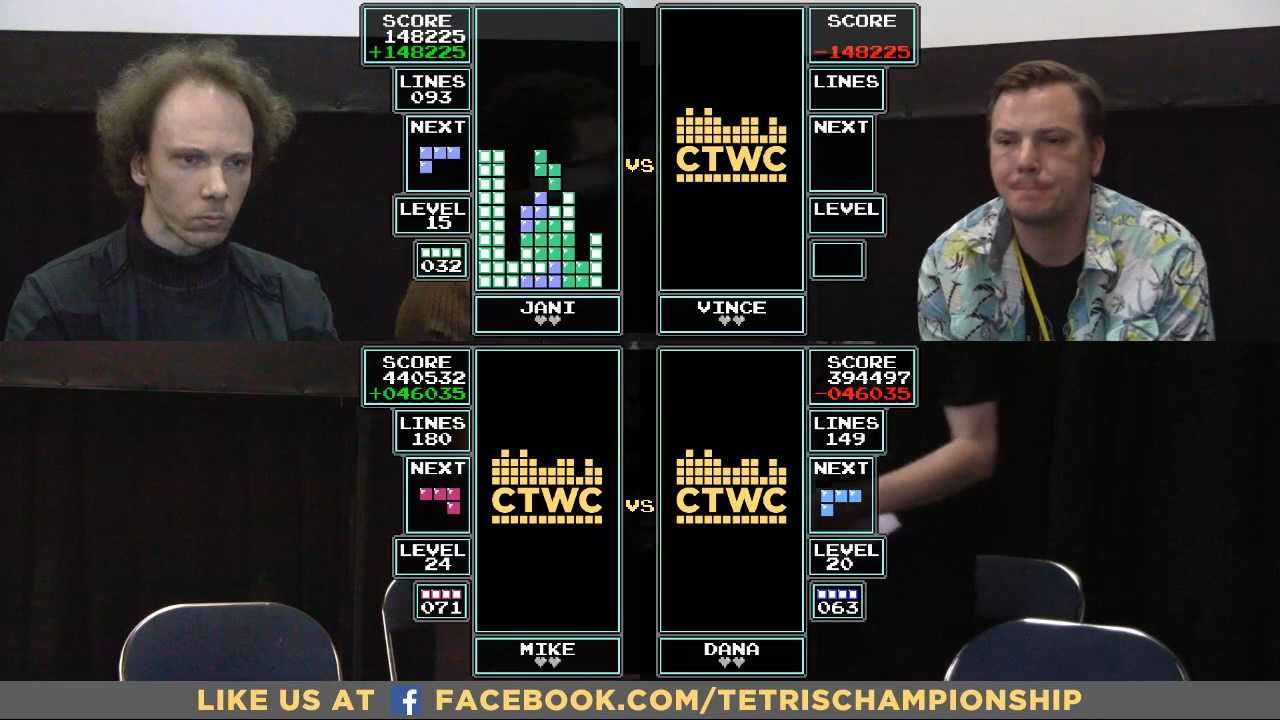 SCORE
148225
+148225
LINES
093
NEXT
LEVEL
15
032
JANI
VS
SCORE
-148225
LINES
NEXT
LEVEL
CTWC
VINCE
SCORE
440532
+046035
LINES
180
NEXT
LEVEL
24
071
CTWC
MIKE
VS
SCORE
394497
-046035
LINES
149
NEXT
LEVEL
20
063
CTWC
DANA
LIKE US AT f FACEBOOK.COM/TETRISCHAMPIONSHIP